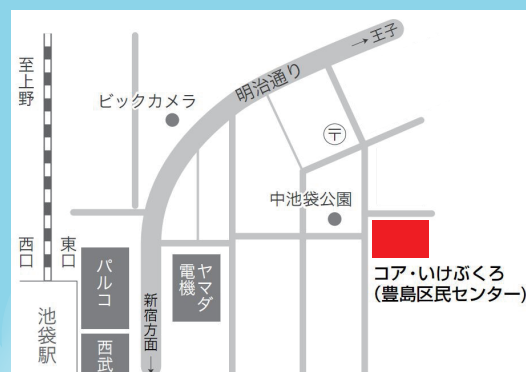 →王子
明治通り
至上野
ビックカメラ
〒
中池袋公園
西口
東口
パルコ
ヤマダ
電機
コア・いけぶくろ
(豊島区民センター)
新宿方面→
池袋駅
西武